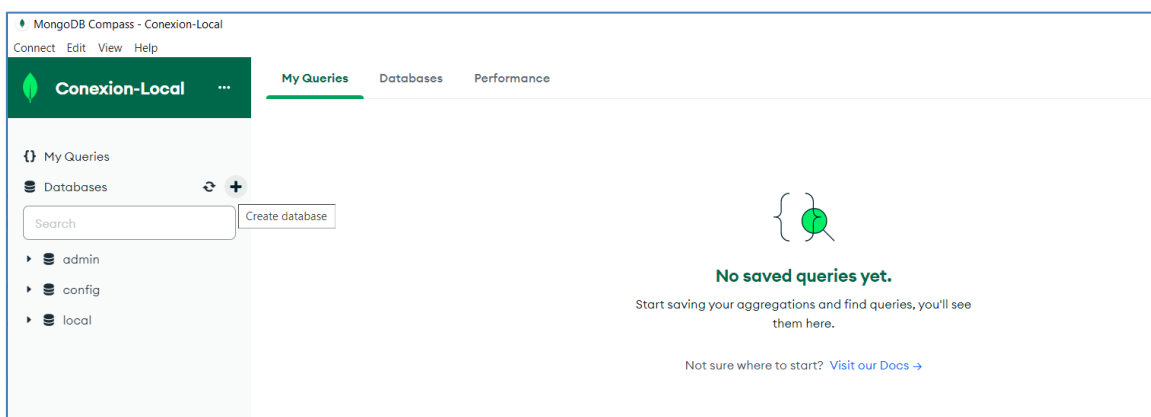 MongoDB Compass - Conexion-Local
Connect Edit View Help
Conexion-Local ...
My Queries Databases Performance
{} My Queries
Databases
Create database
Search
admin
config
local
No saved queries yet.
Start saving your aggregations and find queries, you'll see
them here.
Not sure where to start? Visit our Docs →